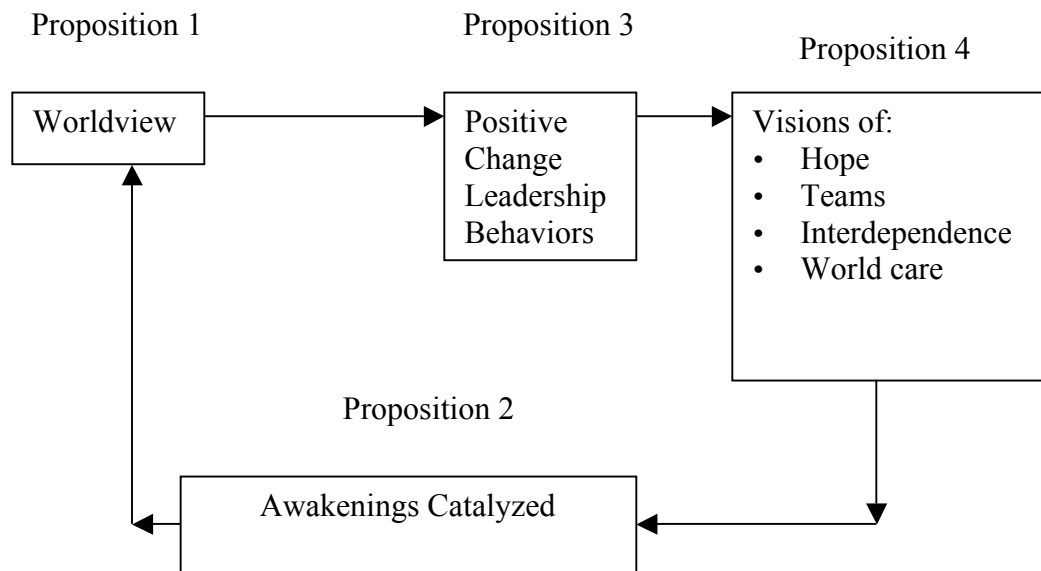 Proposition 1
Proposition 3
Proposition 4
Worldview
Positive
Change
Leadership
Behaviors
Visions of:
• Hope
• Teams
• Interdependence
• World care
Proposition 2
Awakenings Catalyzed